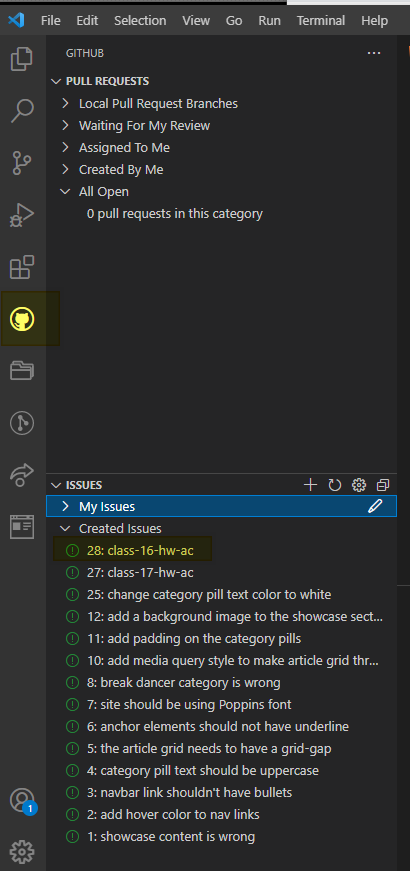 File Edit Selection View Go Run Terminal Help
GITHUB
PULL REQUESTS
Local Pull Request Branches
Waiting For My Review
Assigned To Me
Created By Me
All Open
0 pull requests in this category
ISSUES
My Issues
Created Issues
28: class-16-hw-ac
27: class-17-hw-ac
25: change category pill text color to white
12: add a background image to the showcase sect...
11: add padding on the category pills
10: add media query style to make article grid thr...
8: break dancer category is wrong
7: site should be using Poppins font
6: anchor elements should not have underline
5: the article grid needs to have a grid-gap
4: category pill text should be uppercase
3: navbar link shouldn't have bullets
2: add hover color to nav links
1: showcase content is wrong
1